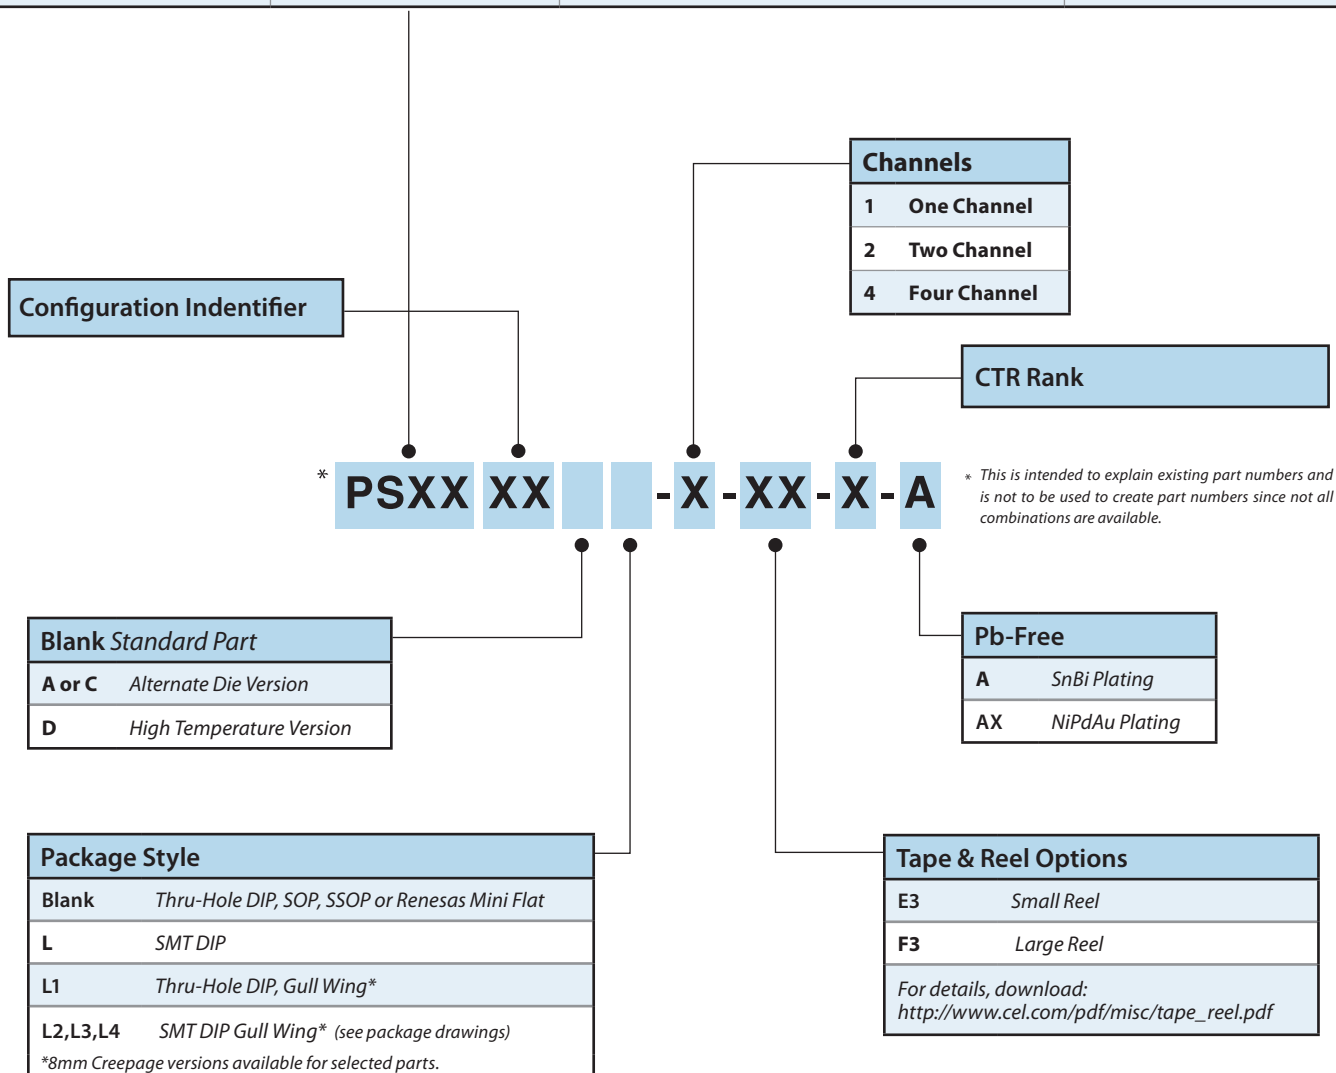 Channels
1 One Channel
2 Two Channel
4 Four Channel
Configuration Indentifier
CTR Rank
* PSXX XX -X-XX-X-A
* This is intended to explain existing part numbers and
is not to be used to create part numbers since not all
combinations are available.
Blank Standard Part
A or C Alternate Die Version
D High Temperature Version
Pb-Free
A SnBi Plating
AX NiPdAu Plating
Package Style
Blank Thru-Hole DIP, SOP, SSOP or Renesas Mini Flat
L SMT DIP
L1 Thru-Hole DIP, Gull Wing*
L2,L3,L4 SMT DIP Gull Wing* (see package drawings)
*8mm Creepage versions available for selected parts.
Tape & Reel Options
E3 Small Reel
F3 Large Reel
For details, download:
http://www.cel.com/pdf/misc/tape_reel.pdf